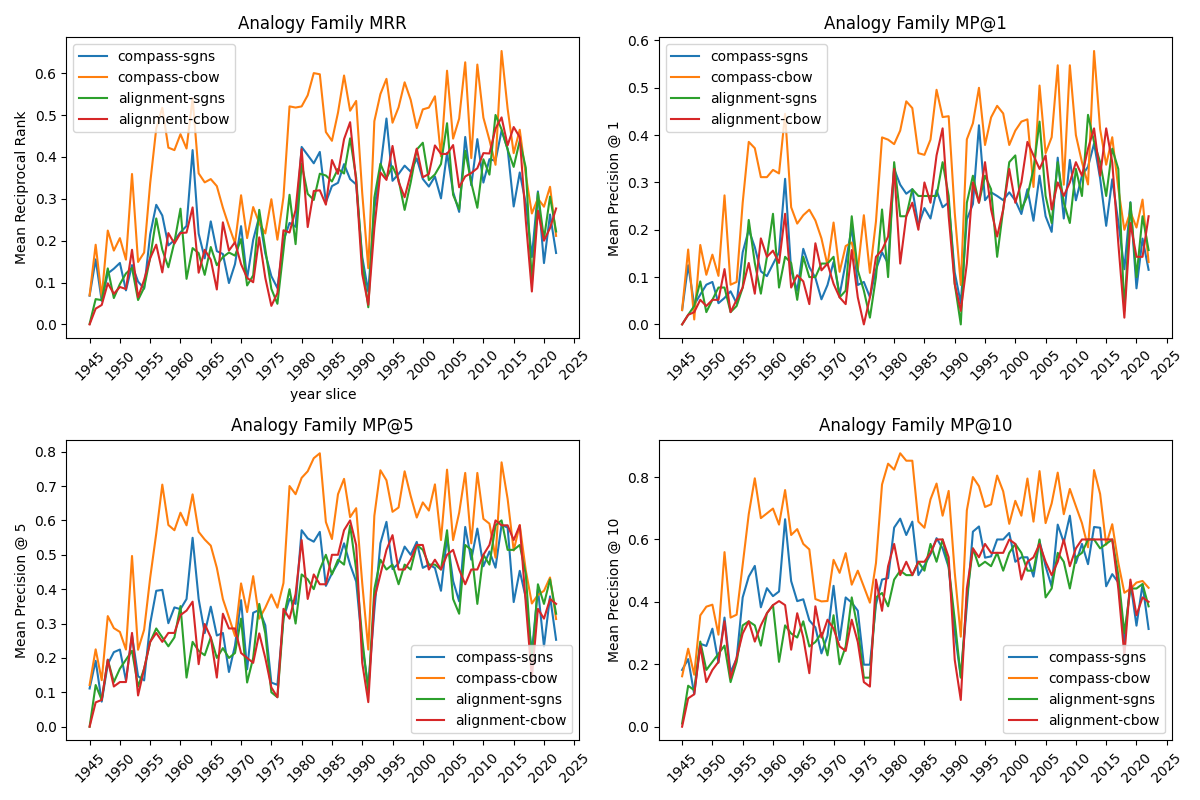 Analogy Family MRR
Mean Reciprocal Rank
0.0
0.1
0.2
0.3
0.4
0.5
0.6
compass-sgns
compass-cbow
alignment-sgns
alignment-cbow
1945 1950 1955 1960 1965 1970 1975 1980 1985 1990 1995 2000 2005 2010 2015 2020 2025
year slice
Analogy Family MP@1
Mean Precision @ 1
0.0
0.1
0.2
0.3
0.4
0.5
0.6
compass-sgns
compass-cbow
alignment-sgns
alignment-cbow
1945 1950 1955 1960 1965 1970 1975 1980 1985 1990 1995 2000 2005 2010 2015 2020 2025
Analogy Family MP@5
Mean Precision @ 5
0.0
0.1
0.2
0.3
0.4
0.5
0.6
0.7
0.8
compass-sgns
compass-cbow
alignment-sgns
alignment-cbow
1945 1950 1955 1960 1965 1970 1975 1980 1985 1990 1995 2000 2005 2010 2015 2020 2025
Analogy Family MP@10
Mean Precision @ 10
0.0
0.2
0.4
0.6
0.8
compass-sgns
compass-cbow
alignment-sgns
alignment-cbow
1945 1950 1955 1960 1965 1970 1975 1980 1985 1990 1995 2000 2005 2010 2015 2020 2025